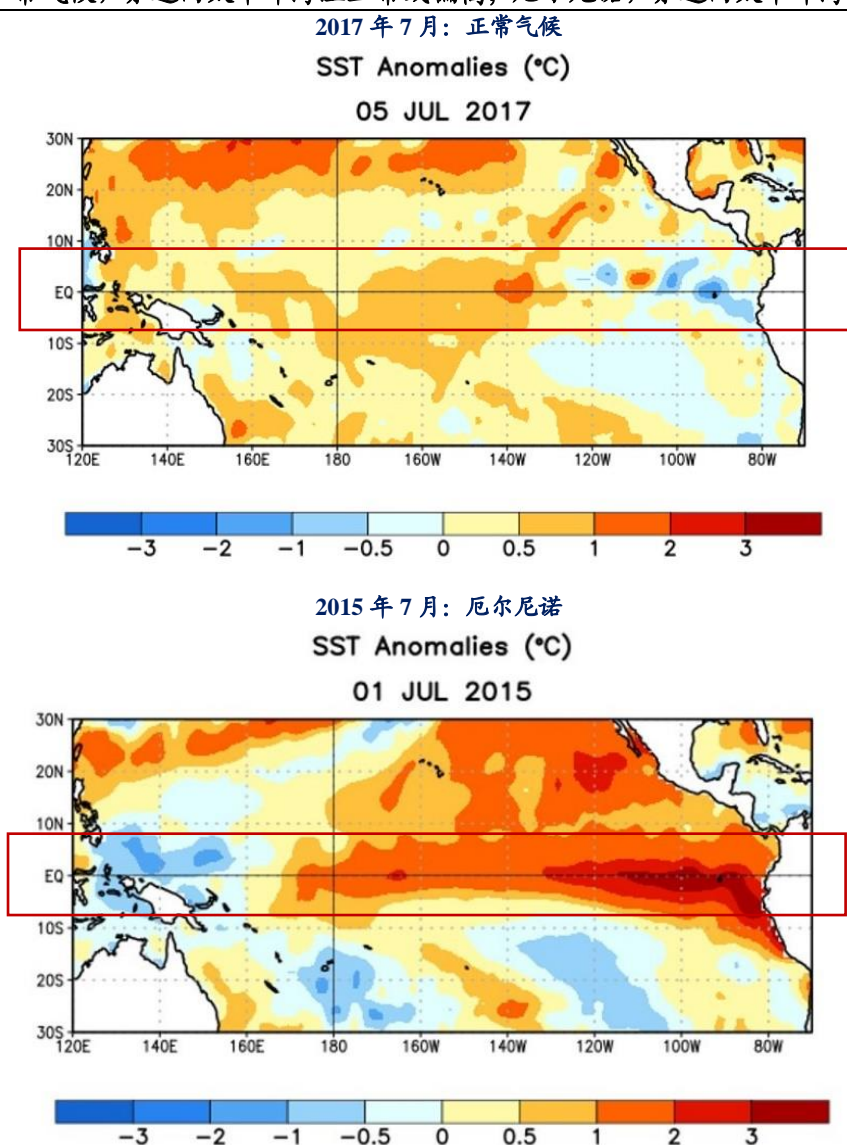 2017 年 7 月：正常气候
SST Anomalies (°C)
05 JUL 2017
30N
20N
10N
EQ
10S
20S
30S
120E 140E 160E 180 160W 140W 120W 100W 80W
-3 -2 -1 -0.5 0 0.5 1 2 3
2015 年 7 月：厄尔尼诺
SST Anomalies (°C)
01 JUL 2015
30N
20N
10N
EQ
10S
20S
30S
120E 140E 160E 180 160W 140W 120W 100W 80W
-3 -2 -1 -0.5 0 0.5 1 2 3